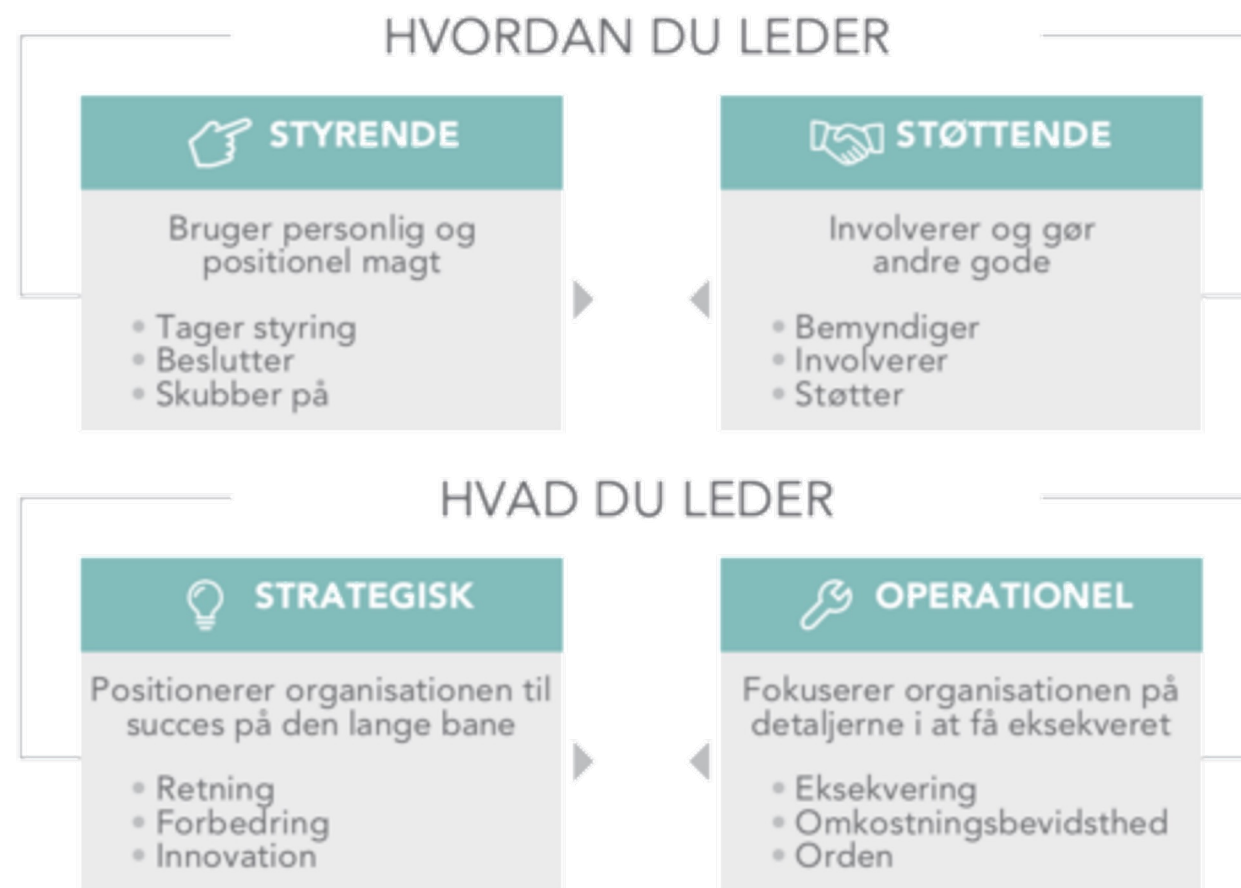 HVORDAN DU LEDER
STYRENDE
Bruger personlig og
positionel magt
• Tager styring
• Beslutter
• Skubber på
STØTTENDE
Involverer og gør
andre gode
• Bemyndiger
• Involverer
• Støtter
HVAD DU LEDER
STRATEGISK
Positionerer organisationen til
succes på den lange bane
• Retning
• Forbedring
• Innovation
OPERATIONEL
Fokuserer organisationen på
detaljerne i at få eksekveret
• Eksekvering
• Omkostningsbevidsthed
• Orden